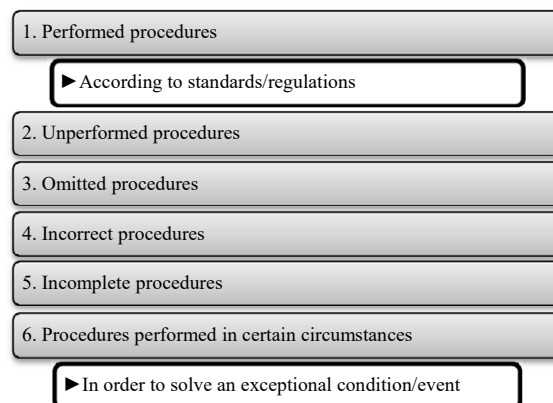 1. Performed procedures
►According to standards/regulations
2. Unperformed procedures
3. Omitted procedures
4. Incorrect procedures
5. Incomplete procedures
6. Procedures performed in certain circumstances
►In order to solve an exceptional condition/event